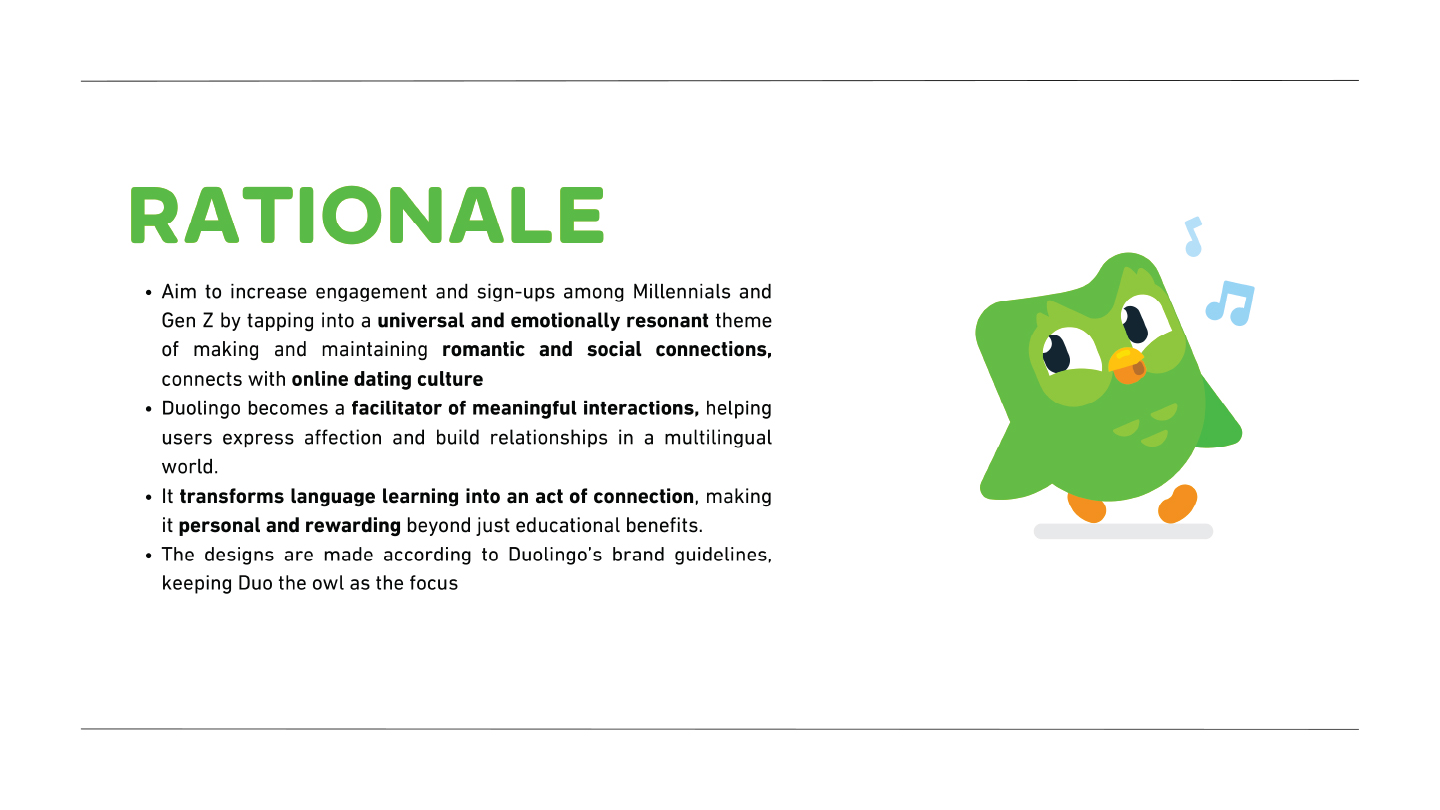 RATIONALE
• Aim to increase engagement and sign-ups among Millennials and
Gen Z by tapping into a universal and emotionally resonant theme
of making and maintaining romantic and social connections,
connects with online dating culture
• Duolingo becomes a facilitator of meaningful interactions, helping
users express affection and build relationships in a multilingual
world.
• It transforms language learning into an act of connection, making
it personal and rewarding beyond just educational benefits.
• The designs are made according to Duolingo’s brand guidelines,
keeping Duo the owl as the focus